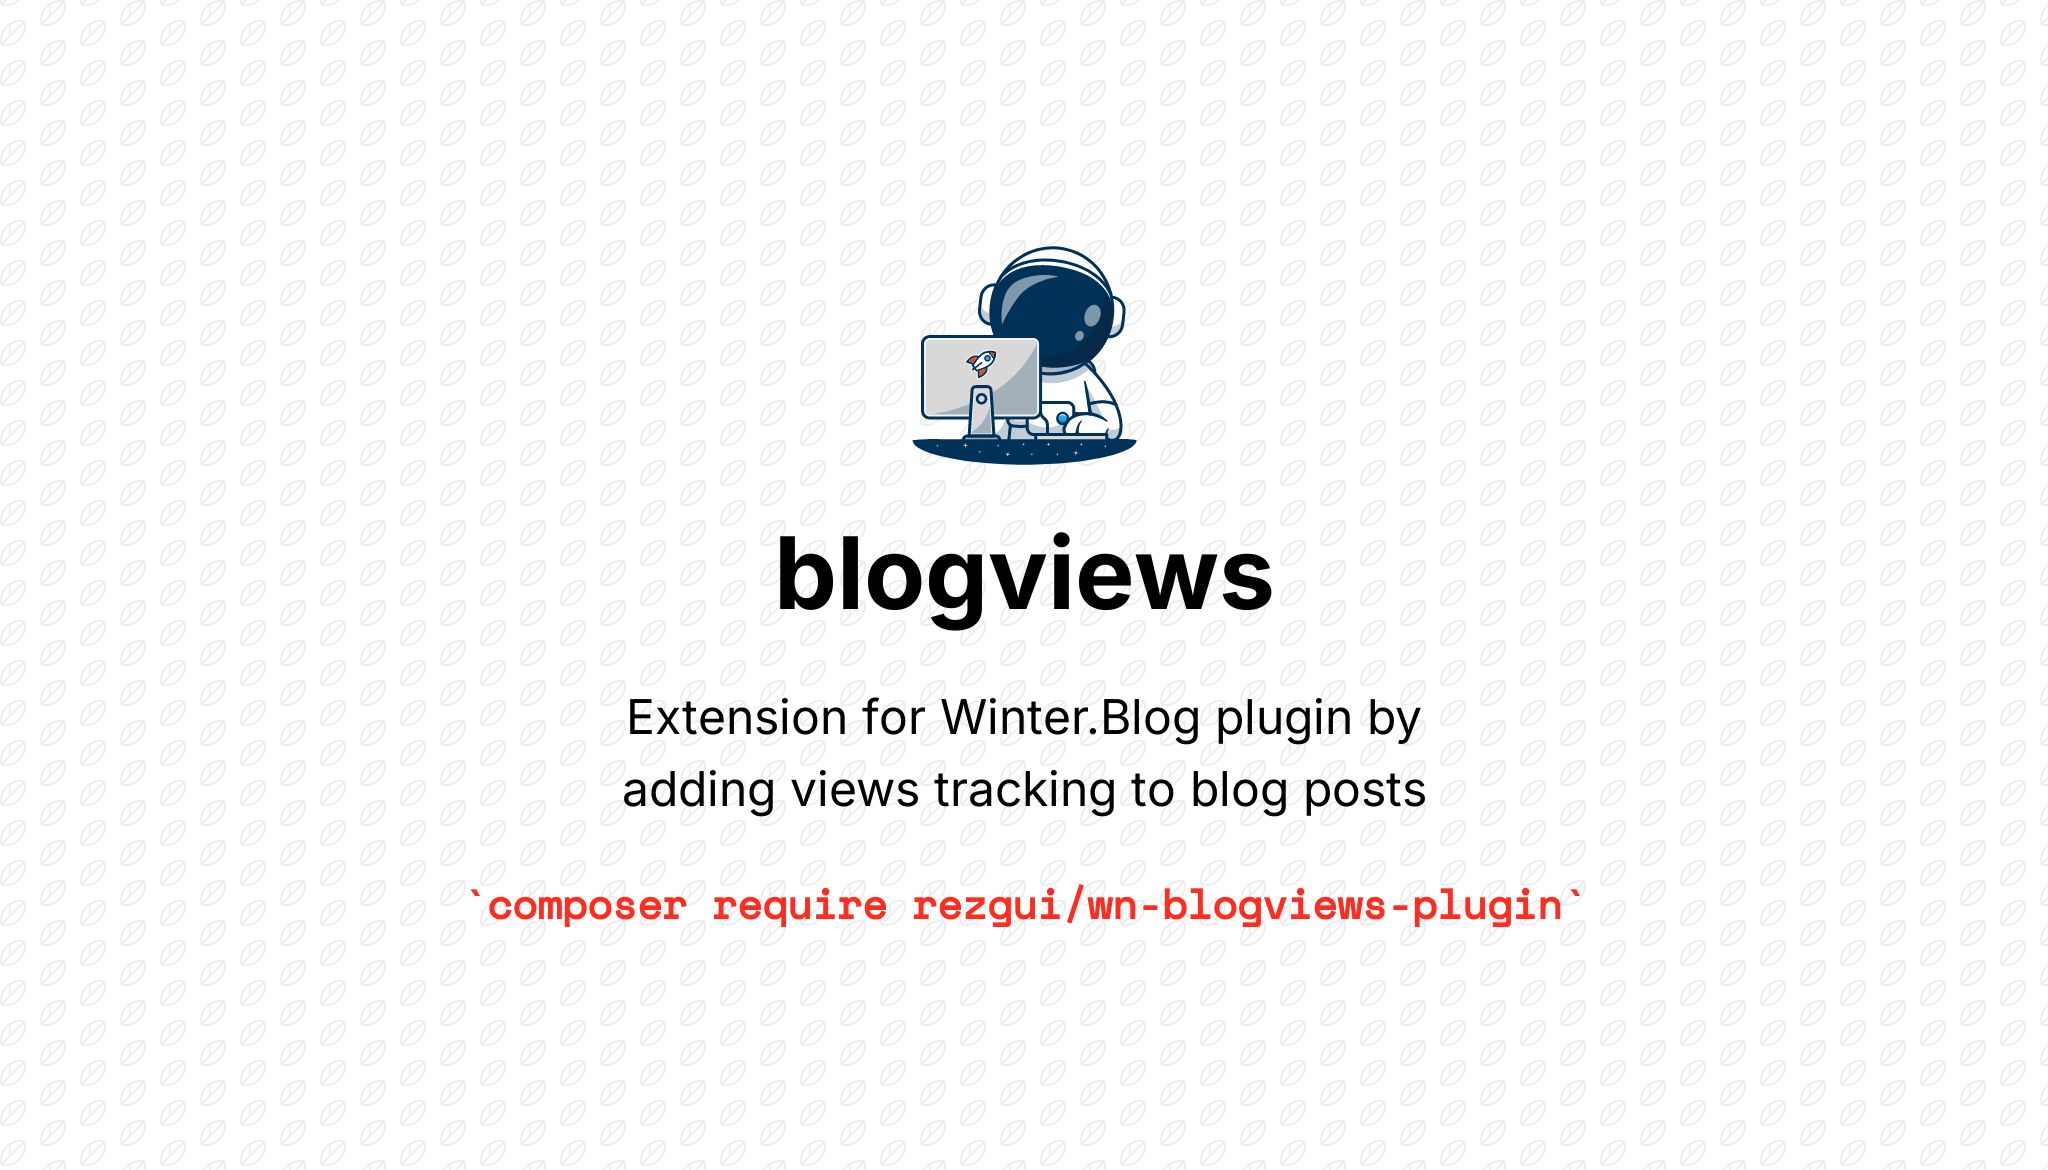 blogviews
Extension for Winter.Blog plugin by
adding views tracking to blog posts
`composer require rezgui/wn-blogviews-plugin`